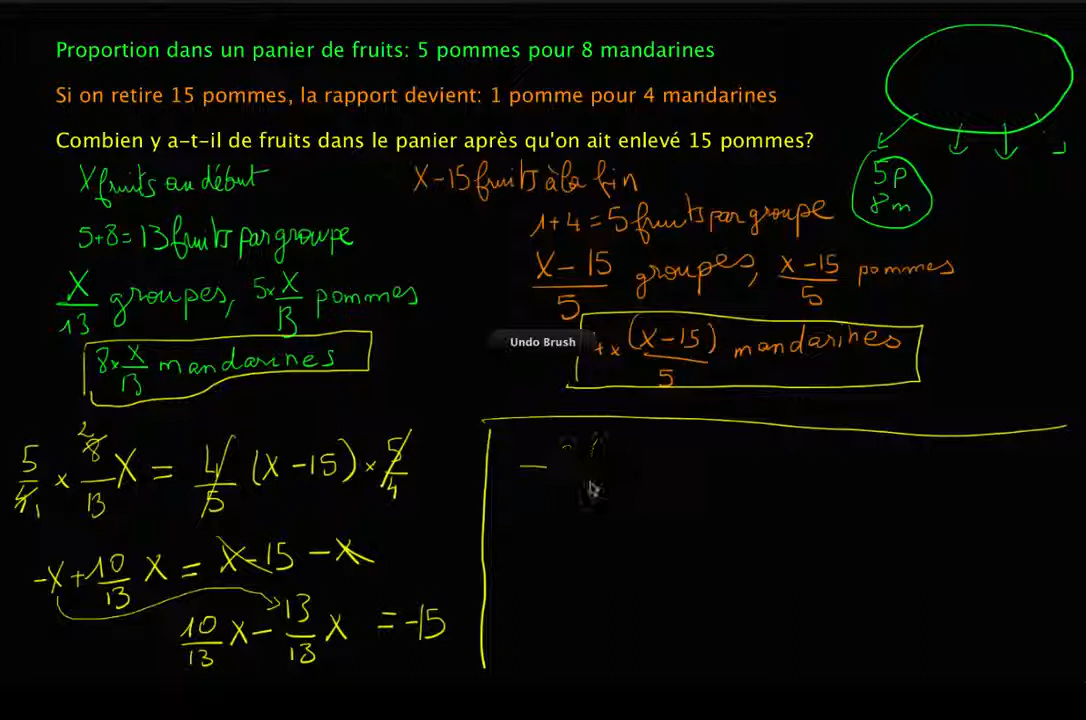 Proportion dans un panier de fruits: 5 pommes pour 8 mandarines
Si on retire 15 pommes, la rapport devient: 1 pomme pour 4 mandarines
Combien y a-t-il de fruits dans le panier après qu'on ait enlevé 15 pommes?
5p
8m
X fruits au début
5+8=13 fruits par groupe
X/13 groupes, 5×X/13 pommes
8×X/13 mandarines
X-15 fruits à la fin
1+4=5 fruits par groupe
X-15/5 groupes, X-15/5 pommes
×(X-15)/5 mandarines
Undo Brush
5/4 1 × 8 2/13 X = 4/5 (X-15) × 5/4
-X+10/13 X = X-15-X
10/13 X - 13/13 X = -15
-